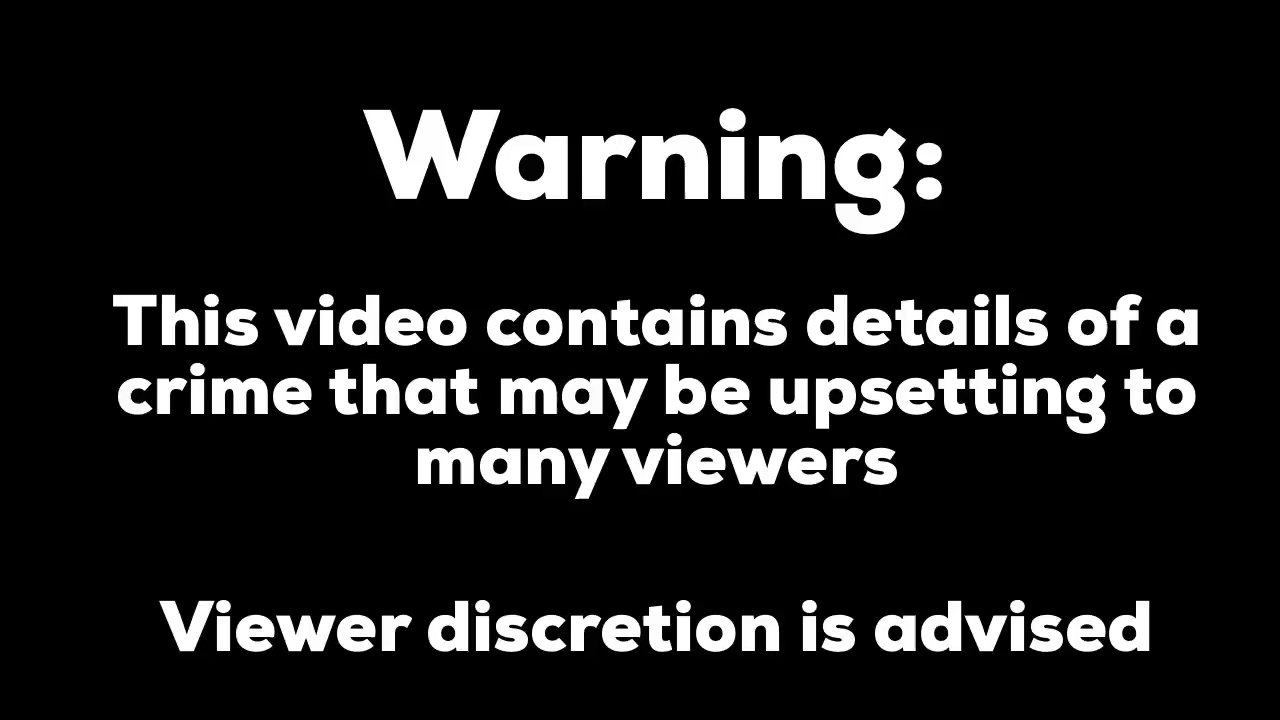 Warning:
This video contains details of a
crime that may be upsetting to
many viewers
Viewer discretion is advised